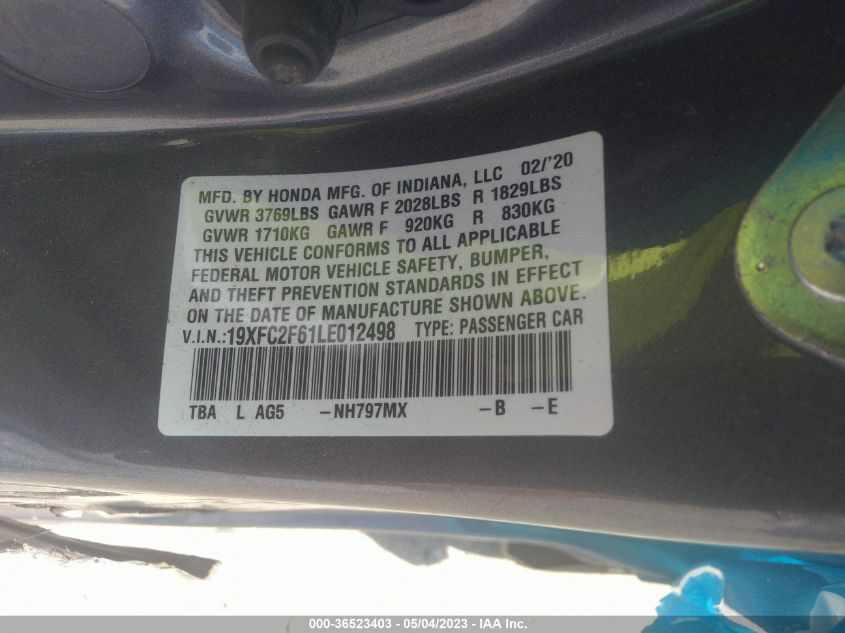 MFD. BY HONDA MFG. OF INDIANA, LLC 02/'20
GVWR 3769LBS GAWR F 2028LBS R 1829LBS
GVWR 1710KG GAWR F 920KG R 830KG
THIS VEHICLE CONFORMS TO ALL APPLICABLE
FEDERAL MOTOR VEHICLE SAFETY, BUMPER,
AND THEFT PREVENTION STANDARDS IN EFFECT
ON THE DATE OF MANUFACTURE SHOWN ABOVE.
V.I.N.:19XFC2F61LE012498 TYPE: PASSENGER CAR
TBA L AG5 –NH797MX –B –E
000-36523403 - 05/04/2023 - IAA Inc.